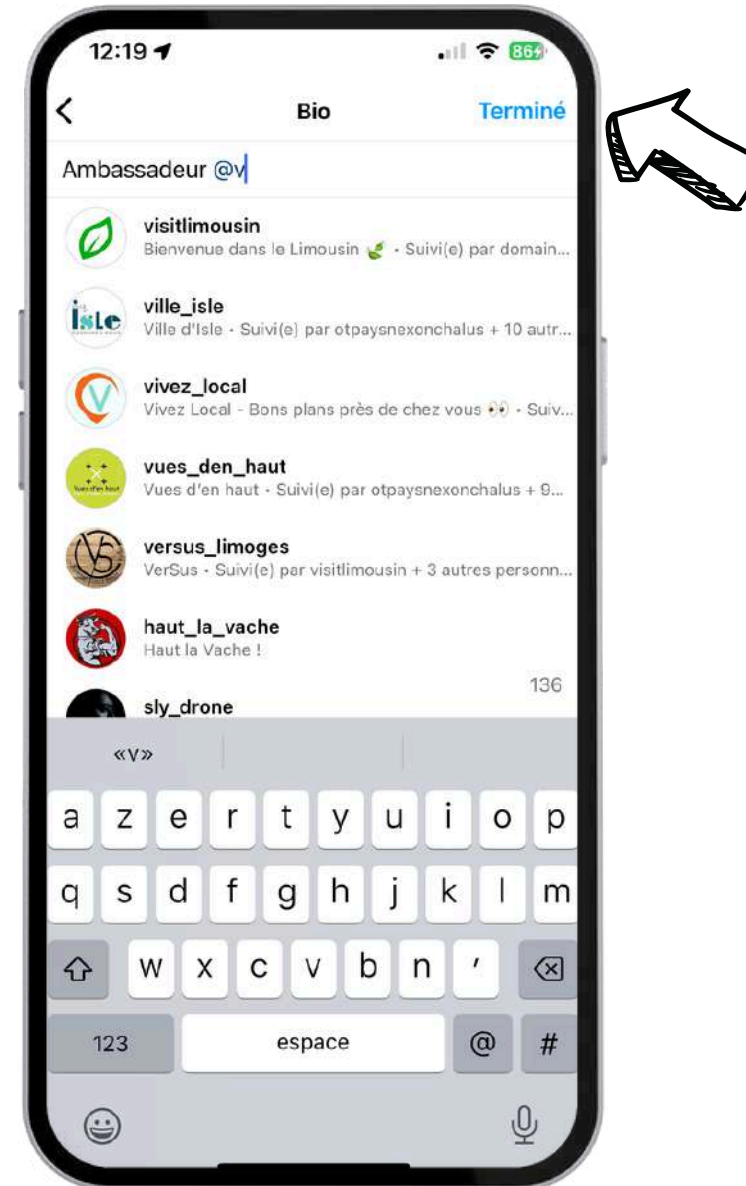 12:19
86
Bio
Terminé
Ambassadeur @v
visitlimousin
Bienvenue dans le Limousin 🍃 • Suivi(e) par domain...
isle
ville_isle
Ville d'Isle • Suivi(e) par otpaysnexonchalus + 10 autr...
V
vivez_local
Vivez Local - Bons plans près de chez vous 👀 • Suiv...
Vues d'en haut
vues_den_haut
Vues d'en haut • Suivi(e) par otpaysnexonchalus + 9...
VS
versus_limoges
VerSus • Suivi(e) par visitlimousin + 3 autres personn...
haut_la_vache
Haut la Vache !
136
sly_drone
«v»
a z e r t y u i o p
q s d f g h j k l m
w x c v b n ’
123 espace @ #